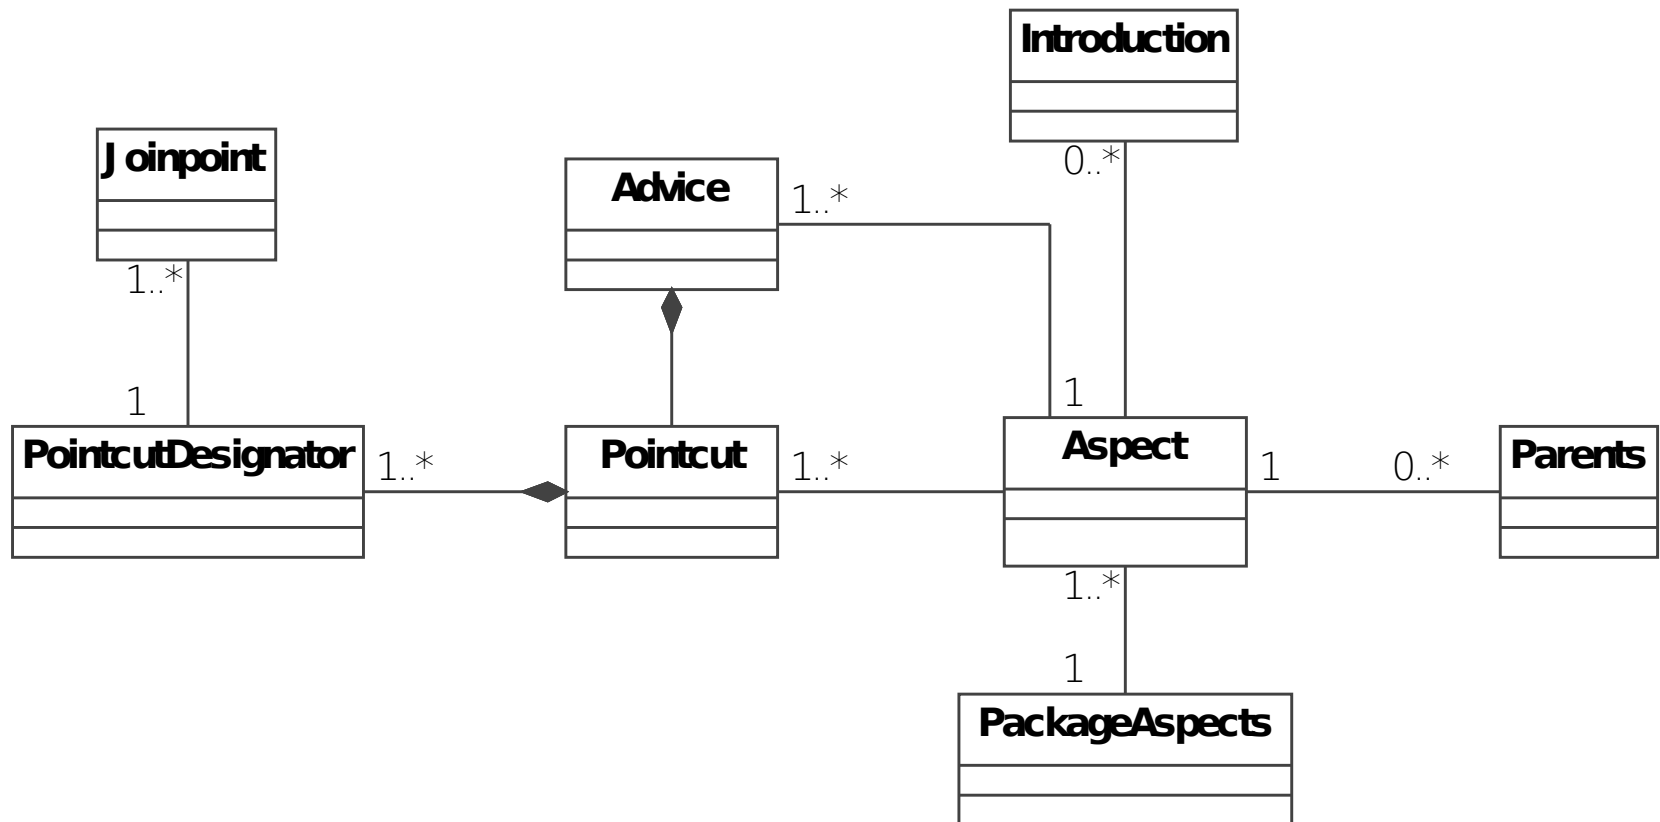 Introduction
0..*
Joinpoint
1..*
Advice
1..*
1
1
PointcutDesignator
1..*
Pointcut
1..*
Aspect
1
0..*
Parents
1..*
1
PackageAspects